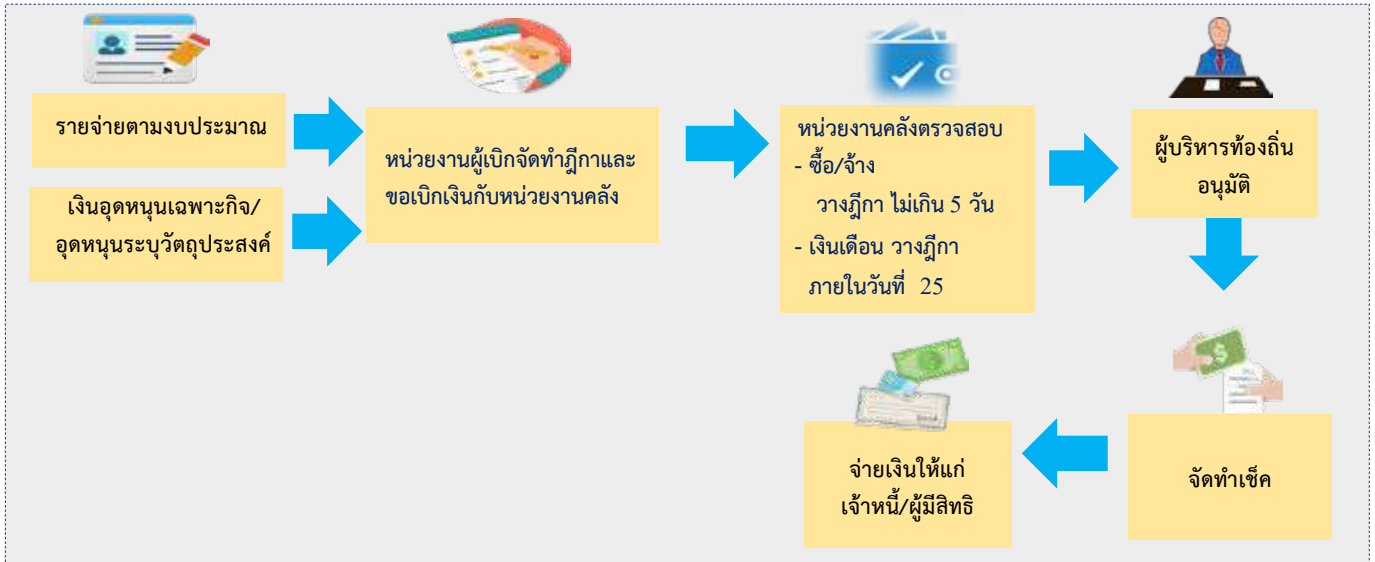 รายจ่ายตามงบประมาณ
เงินอุดหนุนเฉพาะกิจ/
อุดหนุนระบุวัตถุประสงค์
หน่วยงานผู้เบิกจัดทำฎีกาและ
ขอเบิกเงินกับหน่วยงานคลัง
หน่วยงานคลังตรวจสอบ
- ซื้อ/จ้าง
วางฎีกา ไม่เกิน 5 วัน
- เงินเดือน วางฎีกา
ภายในวันที่ 25
ผู้บริหารท้องถิ่น
อนุมัติ
จัดทำเช็ค
จ่ายเงินให้แก่
เจ้าหนี้/ผู้มีสิทธิ